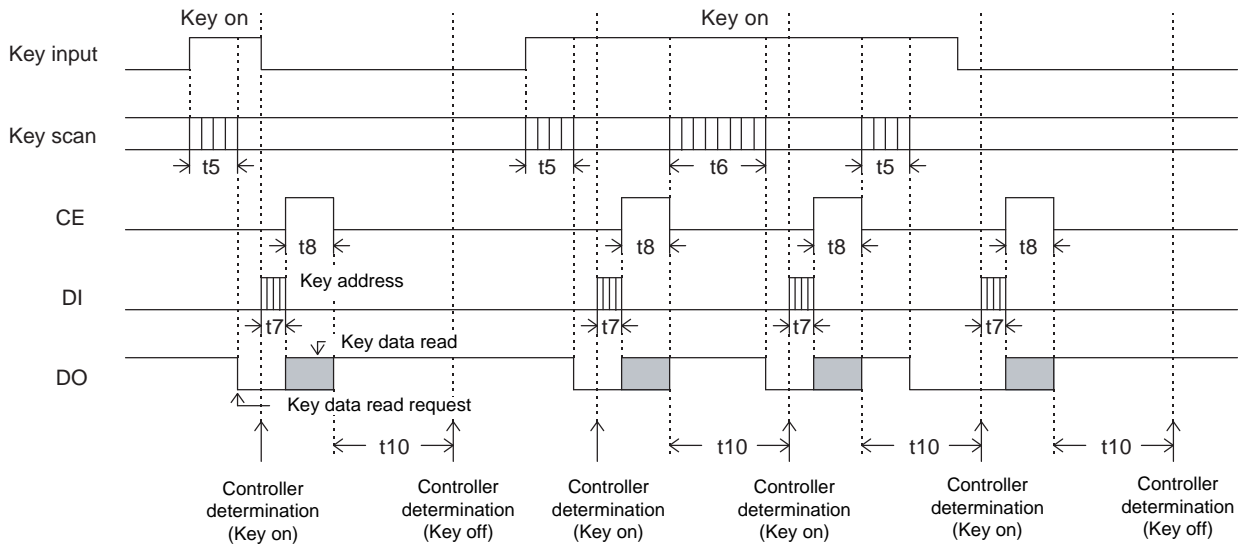 Key on Key on
Key input
Key scan
t5 t5 t6 t5
CE
t8 t8 t8 t8
Key address
DI
t7 t7 t7 t7
Key data read
DO
Key data read request
t10 t10 t10 t10
Controller determination (Key on)
Controller determination (Key off)
Controller determination (Key on)
Controller determination (Key on)
Controller determination (Key on)
Controller determination (Key off)